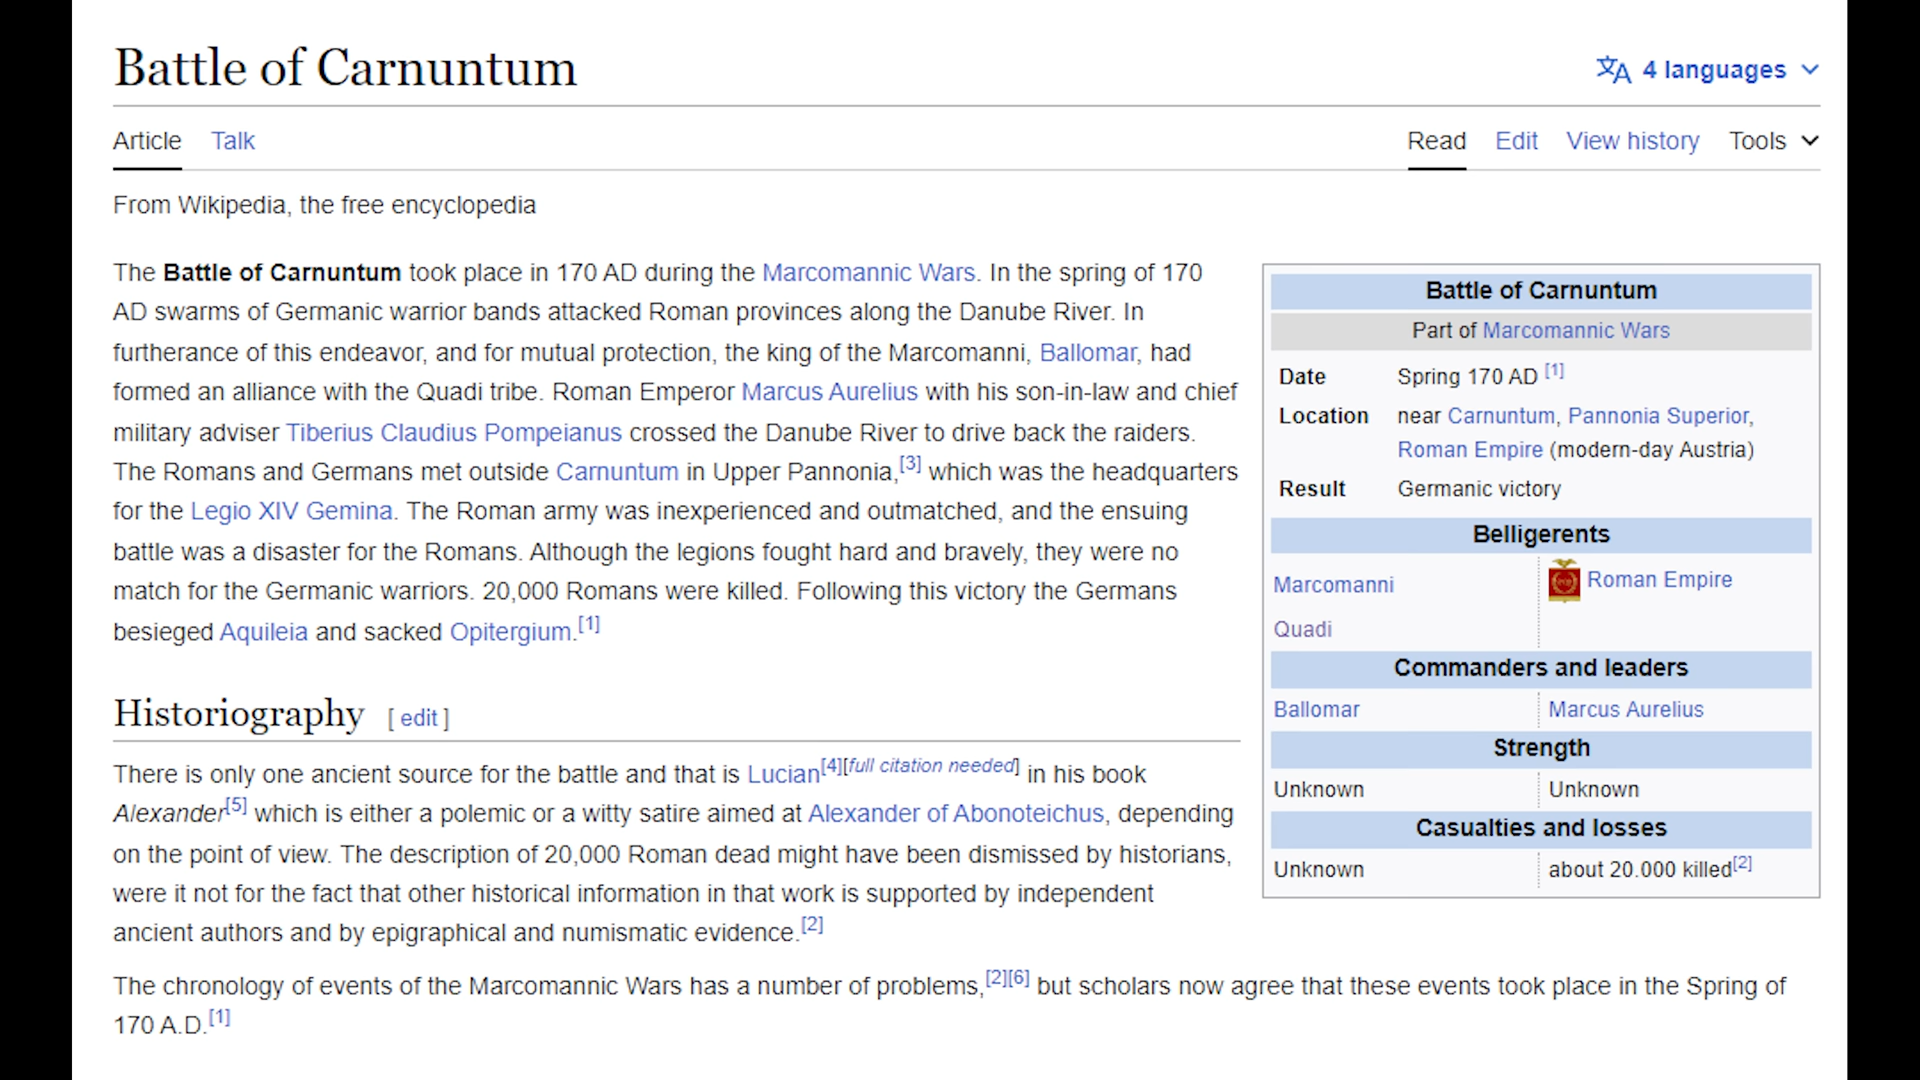 Battle of Carnuntum
4 languages
Article Talk
Read Edit View history Tools
From Wikipedia, the free encyclopedia
The Battle of Carnuntum took place in 170 AD during the Marcomannic Wars. In the spring of 170
AD swarms of Germanic warrior bands attacked Roman provinces along the Danube River. In
furtherance of this endeavor, and for mutual protection, the king of the Marcomanni, Ballomar, had
formed an alliance with the Quadi tribe. Roman Emperor Marcus Aurelius with his son-in-law and chief
military adviser Tiberius Claudius Pompeianus crossed the Danube River to drive back the raiders.
The Romans and Germans met outside Carnuntum in Upper Pannonia,[3] which was the headquarters
for the Legio XIV Gemina. The Roman army was inexperienced and outmatched, and the ensuing
battle was a disaster for the Romans. Although the legions fought hard and bravely, they were no
match for the Germanic warriors. 20,000 Romans were killed. Following this victory the Germans
besieged Aquileia and sacked Opitergium.[1]
Battle of Carnuntum
Part of Marcomannic Wars
Date Spring 170 AD [1]
Location near Carnuntum, Pannonia Superior,
Roman Empire (modern-day Austria)
Result Germanic victory
Belligerents
Marcomanni Roman Empire
Quadi
Commanders and leaders
Ballomar Marcus Aurelius
Strength
Unknown Unknown
Casualties and losses
Unknown about 20.000 killed[2]
Historiography [ edit ]
There is only one ancient source for the battle and that is Lucian[4][full citation needed] in his book
Alexander[5] which is either a polemic or a witty satire aimed at Alexander of Abonoteichus, depending
on the point of view. The description of 20,000 Roman dead might have been dismissed by historians,
were it not for the fact that other historical information in that work is supported by independent
ancient authors and by epigraphical and numismatic evidence.[2]
The chronology of events of the Marcomannic Wars has a number of problems,[2][6] but scholars now agree that these events took place in the Spring of
170 A.D.[1]